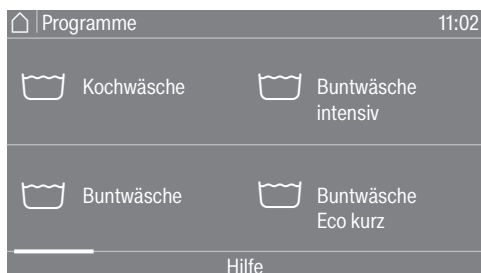 Programme
11:02
Kochwäsche
Buntwäsche
intensiv
Buntwäsche
Buntwäsche
Eco kurz
Hilfe